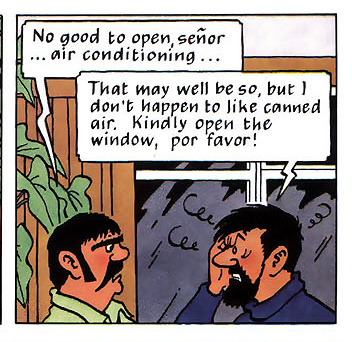 No good to open, señor
... air conditioning ...
That may well be so, but I
don't happen to like canned
air. Kindly open the
window, por favor!